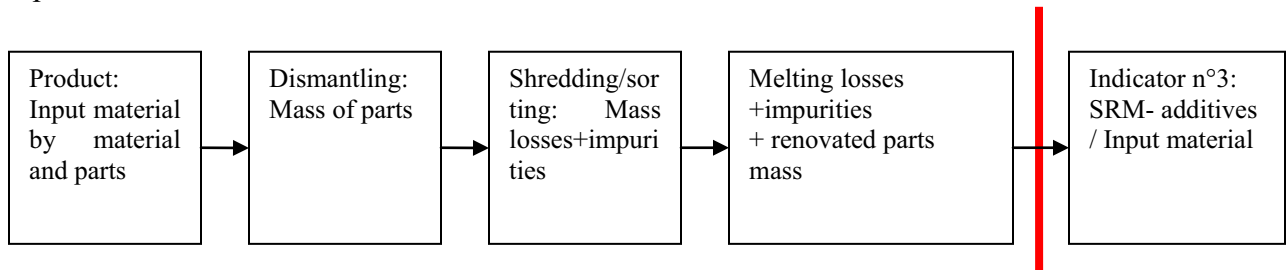 Product:
Input material
by material
and parts
Dismantling:
Mass of parts
Shredding/sor
ting: Mass
losses+impuri
ties
Melting losses
+impurities
+ renovated parts
mass
Indicator n°3:
SRM- additives
/ Input material